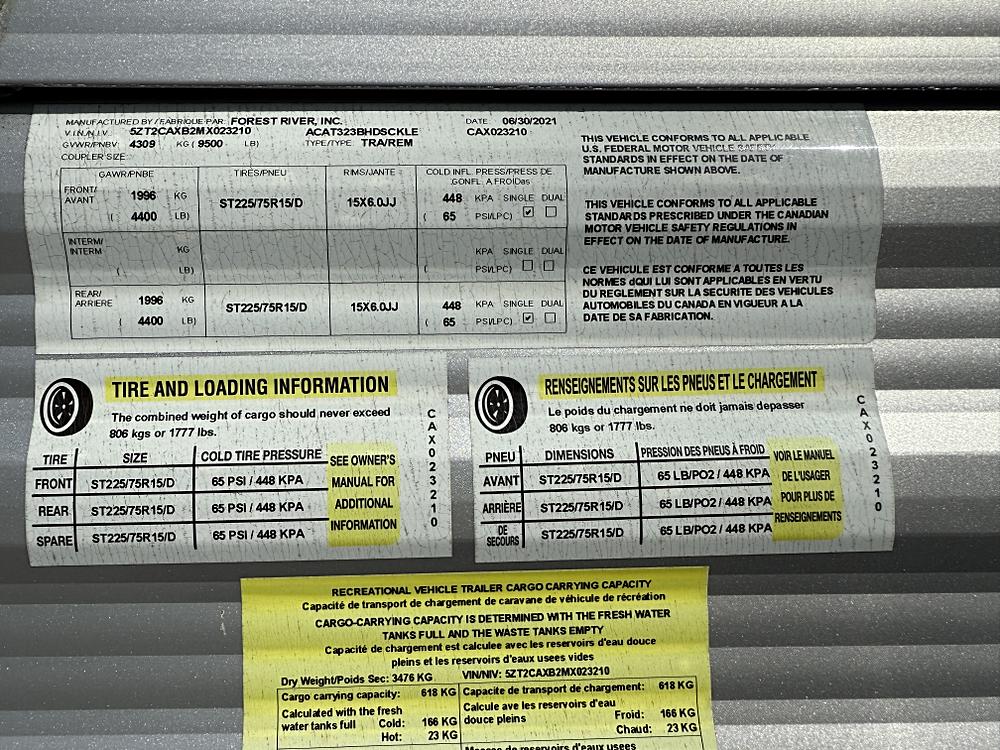 MANUFACTURED BY / FABRIQUE PAR: FOREST RIVER, INC. DATE 06/30/2021
V.I.N./N.I.V. 5ZT2CAXB2MX023210 ACAT323BHDSCKLE CAX023210
GVWR/PNBV 4309 KG ( 9500 LB) TYPE/TYPE TRA/REM
COUPLER SIZE:
GAWR/PNBE TIRES/PNEU RIMS/JANTE COLD INFL. PRESS/PRESS DE
GONFL. A FROIDas
FRONT/
AVANT 1996 KG ST225/75R15/D 15X6.0JJ 448 KPA SINGLE DUAL
( 4400 LB) ( 65 PSI/LPC) ☑ ☐
INTERM/
INTERM KG KPA SINGLE DUAL
( LB) ( PSI/LPC) ☐ ☐
REAR/
ARRIERE 1996 KG ST225/75R15/D 15X6.0JJ 448 KPA SINGLE DUAL
( 4400 LB) ( 65 PSI/LPC) ☑ ☐
THIS VEHICLE CONFORMS TO ALL APPLICABLE
U.S. FEDERAL MOTOR VEHICLE SAFETY
STANDARDS IN EFFECT ON THE DATE OF
MANUFACTURE SHOWN ABOVE.
THIS VEHICLE CONFORMS TO ALL APPLICABLE
STANDARDS PRESCRIBED UNDER THE CANADIAN
MOTOR VEHICLE SAFETY REGULATIONS IN
EFFECT ON THE DATE OF MANUFACTURE.
CE VEHICULE EST CONFORME A TOUTES LES
NORMES dQUI LUI SONT APPLICABLES EN VERTU
DU REGLEMENT SUR LA SECURITE DES VEHICULES
AUTOMOBILES DU CANADA EN VIGUEUR A LA
DATE DE SA FABRICATION.
TIRE AND LOADING INFORMATION
The combined weight of cargo should never exceed
806 kgs or 1777 lbs.
TIRE SIZE COLD TIRE PRESSURE
FRONT ST225/75R15/D 65 PSI / 448 KPA
REAR ST225/75R15/D 65 PSI / 448 KPA
SPARE ST225/75R15/D 65 PSI / 448 KPA
SEE OWNER'S
MANUAL FOR
ADDITIONAL
INFORMATION
CAX023210
RENSEIGNEMENTS SUR LES PNEUS ET LE CHARGEMENT
Le poids du chargement ne doit jamais depasser
806 kgs or 1777 lbs.
PNEU DIMENSIONS PRESSION DES PNEUS À FROID
AVANT ST225/75R15/D 65 LB/PO2 / 448 KPA
ARRIÈRE ST225/75R15/D 65 LB/PO2 / 448 KPA
DE
SECOURS ST225/75R15/D 65 LB/PO2 / 448 KPA
VOIR LE MANUEL
DE L'USAGER
POUR PLUS DE
RENSEIGNEMENTS
CAX023210
RECREATIONAL VEHICLE TRAILER CARGO CARRYING CAPACITY
Capacité de transport de chargement de caravane de véhicule de récréation
CARGO-CARRYING CAPACITY IS DETERMINED WITH THE FRESH WATER
TANKS FULL AND THE WASTE TANKS EMPTY
Capacité de chargement est calculee avec les reservoirs d'eau douce
pleins et les reservoirs d'eaux usees vides
Dry Weight/Poids Sec: 3476 KG VIN/NIV: 5ZT2CAXB2MX023210
Cargo carrying capacity: 618 KG
Calculated with the fresh
water tanks full Cold: 166 KG
Hot: 23 KG
Capacite de transport de chargement: 618 KG
Calcule ave les reservoirs d'eau
douce pleins Froid: 166 KG
Chaud: 23 KG
Masses de reservoirs d'eaux usees